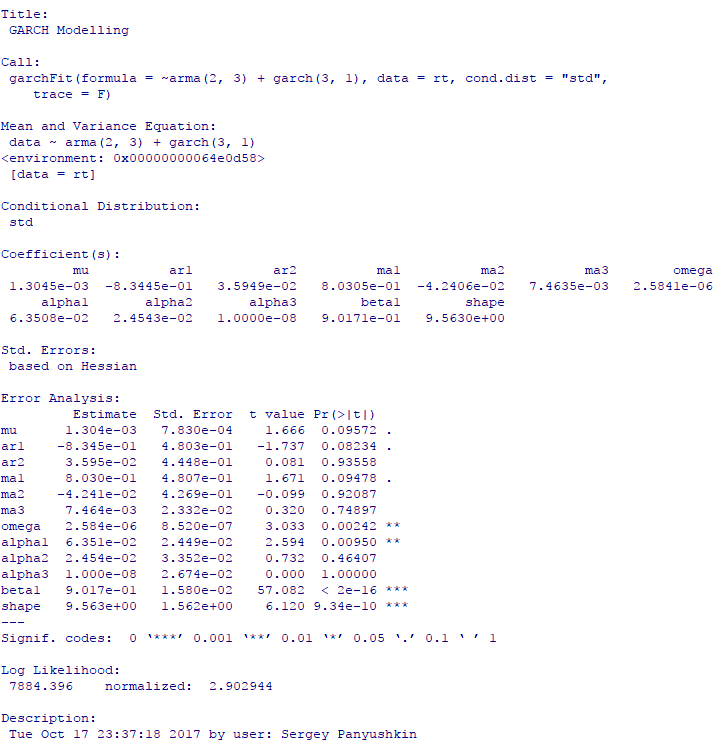 Title:
 GARCH Modelling

Call:
 garchFit(formula = ~arma(2, 3) + garch(3, 1), data = rt, cond.dist = "std",
    trace = F)

Mean and Variance Equation:
 data ~ arma(2, 3) + garch(3, 1)
<environment: 0x00000000064e0d58>
 [data = rt]

Conditional Distribution:
 std

Coefficient(s):
         mu          ar1          ar2          ma1          ma2          ma3        omega
 1.3045e-03  -8.3445e-01   3.5949e-02   8.0305e-01  -4.2406e-02   7.4635e-03   2.5841e-06
     alpha1       alpha2       alpha3        beta1        shape
 6.3508e-02   2.4543e-02   1.0000e-08   9.0171e-01   9.5630e+00

Std. Errors:
 based on Hessian

Error Analysis:
         Estimate  Std. Error  t value Pr(>|t|)
mu      1.304e-03   7.830e-04    1.666  0.09572 .
ar1    -8.345e-01   4.803e-01   -1.737  0.08234 .
ar2     3.595e-02   4.448e-01    0.081  0.93558
ma1     8.030e-01   4.807e-01    1.671  0.09478 .
ma2    -4.241e-02   4.269e-01   -0.099  0.92087
ma3     7.464e-03   2.332e-02    0.320  0.74897
omega   2.584e-06   8.520e-07    3.033  0.00242 **
alpha1  6.351e-02   2.449e-02    2.594  0.00950 **
alpha2  2.454e-02   3.352e-02    0.732  0.46407
alpha3  1.000e-08   2.674e-02    0.000  1.00000
beta1   9.017e-01   1.580e-02   57.082  < 2e-16 ***
shape   9.563e+00   1.562e+00    6.120 9.34e-10 ***
---
Signif. codes:  0 ‘***’ 0.001 ‘**’ 0.01 ‘*’ 0.05 ‘.’ 0.1 ‘ ’ 1

Log Likelihood:
 7884.396    normalized:  2.902944

Description:
 Tue Oct 17 23:37:18 2017 by user: Sergey Panyushkin